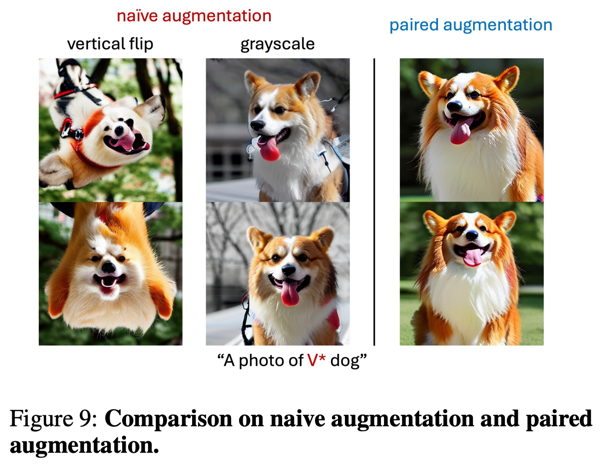 naïve augmentation
paired augmentation
vertical flip
grayscale
“A photo of V* dog”
Figure 9: Comparison on naive augmentation and paired
augmentation.